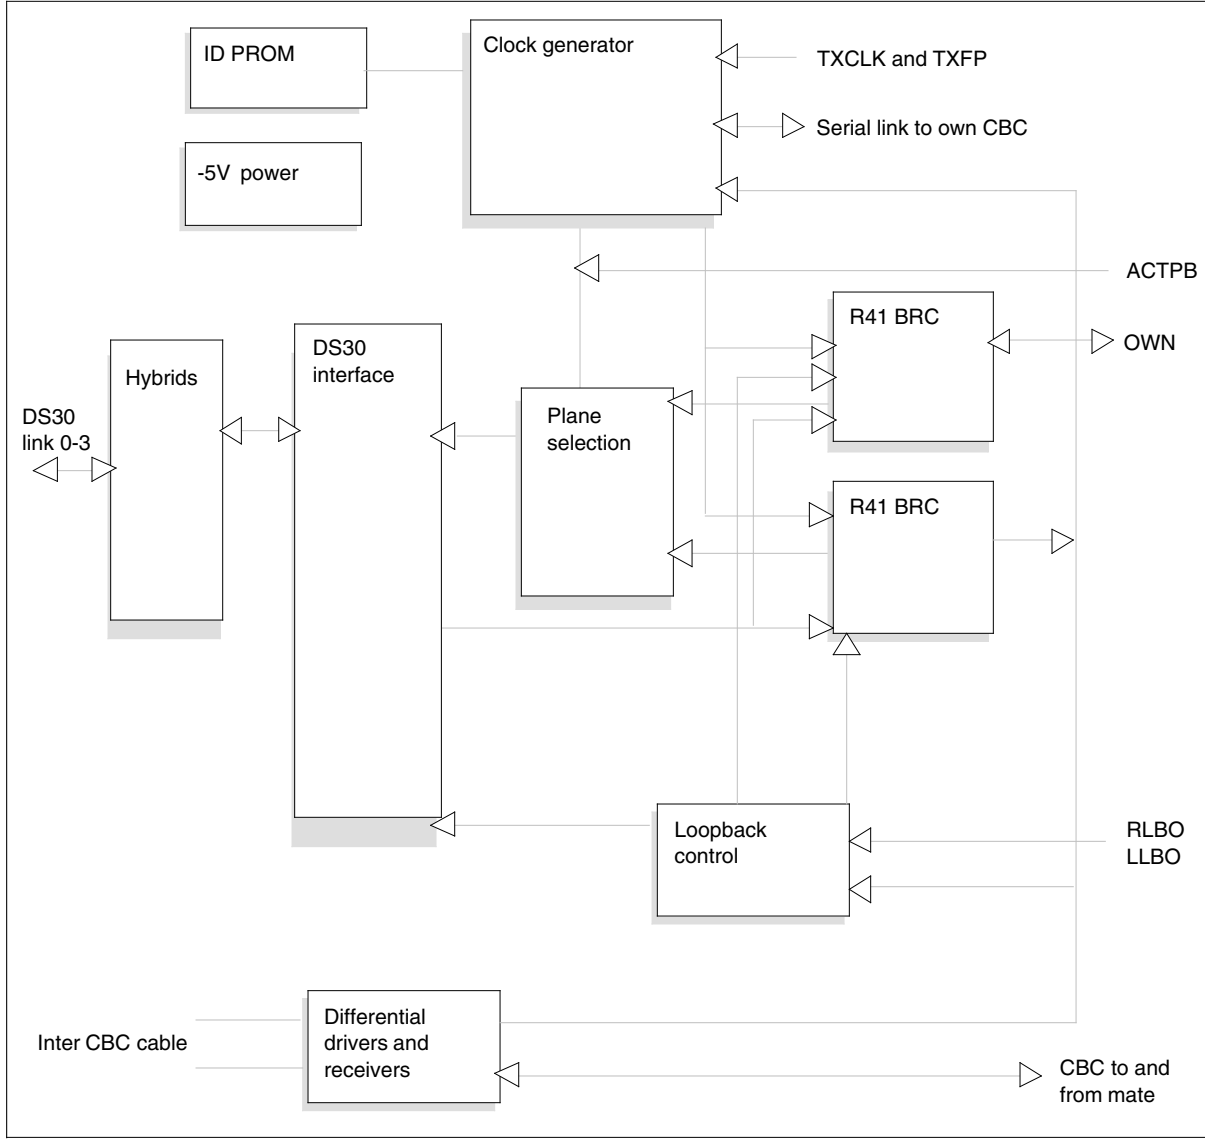 ID PROM
Clock generator
TXCLK and TXFP
Serial link to own CBC
-5V power
ACTPB
R41 BRC
OWN
DS30
interface
Hybrids
DS30
link 0-3
Plane
selection
R41 BRC
Loopback
control
RLBO
LLBO
Differential
drivers and
receivers
Inter CBC cable
CBC to and
from mate